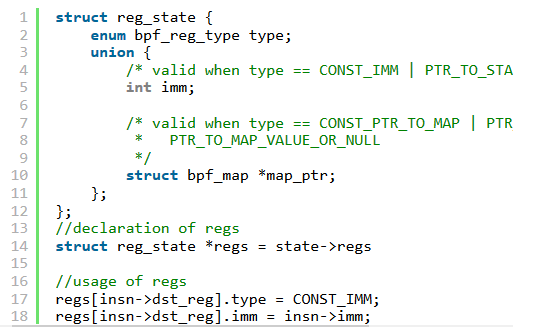 1 struct reg_state {
2 enum bpf_reg_type type;
3 union {
4 /* valid when type == CONST_IMM | PTR_TO_STA
5 int imm;
6
7 /* valid when type == CONST_PTR_TO_MAP | PTR
8 * PTR_TO_MAP_VALUE_OR_NULL
9 */
10 struct bpf_map *map_ptr;
11 };
12 };
13 //declaration of regs
14 struct reg_state *regs = state->regs
15
16 //usage of regs
17 regs[insn->dst_reg].type = CONST_IMM;
18 regs[insn->dst_reg].imm = insn->imm;